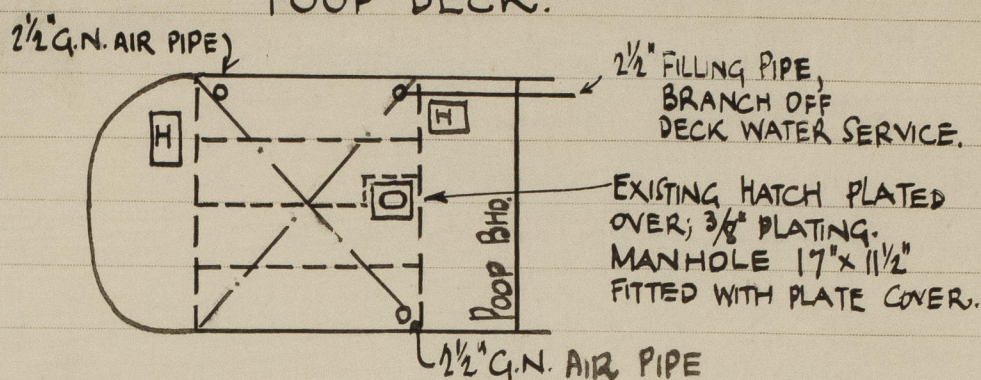 POOP DECK.
2½" G.N. AIR PIPE
2½" FILLING PIPE,
BRANCH OFF
DECK WATER SERVICE.
H
H
EXISTING HATCH PLATED
OVER; 3/8" PLATING.
MANHOLE 17" x 11½"
FITTED WITH PLATE COVER.
POOP BHD.
2½" G.N. AIR PIPE